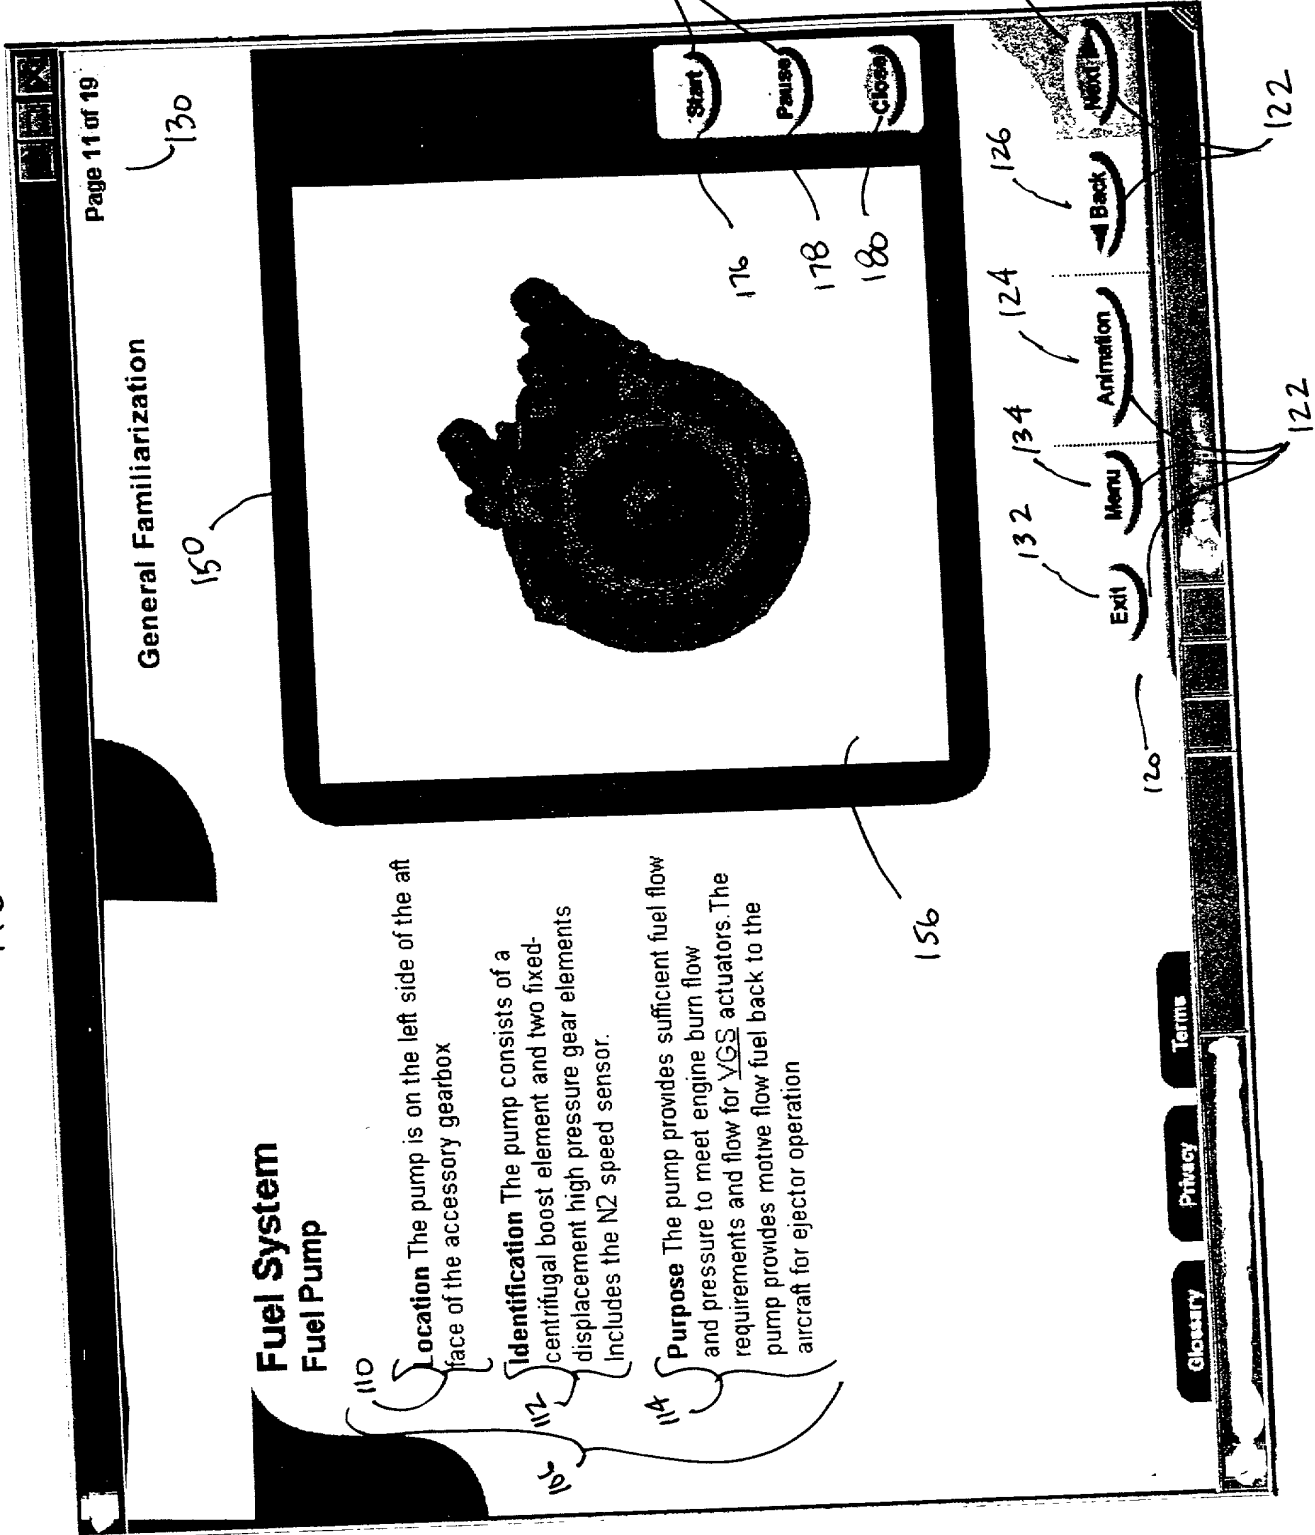 Page 11 of 19
130
General Familiarization
150
Fuel System
Fuel Pump
110
Location The pump is on the left side of the aft
face of the accessory gearbox
112
Identification The pump consists of a
centrifugal boost element and two fixed-
displacement high pressure gear elements
Includes the N2 speed sensor.
114
Purpose The pump provides sufficient fuel flow
and pressure to meet engine burn flow
requirements and flow for VGS actuators. The
pump provides motive flow fuel back to the
aircraft for ejector operation
106
156
Start
Pause
Close
176
178
180
132
134
124
126
Exit
Menu
Animation
Back
Next
120
122
122
Glossary
Privacy
Terms